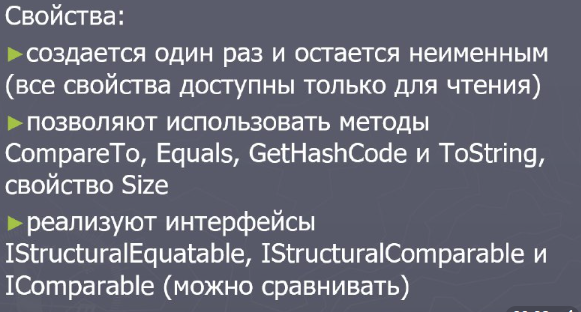 Свойства:
►создается один раз и остается неименным
(все свойства доступны только для чтения)
►позволяют использовать методы
CompareTo, Equals, GetHashCode и ToString,
свойство Size
►реализуют интерфейсы
IStructuralEquatable, IStructuralComparable и
IComparable (можно сравнивать)